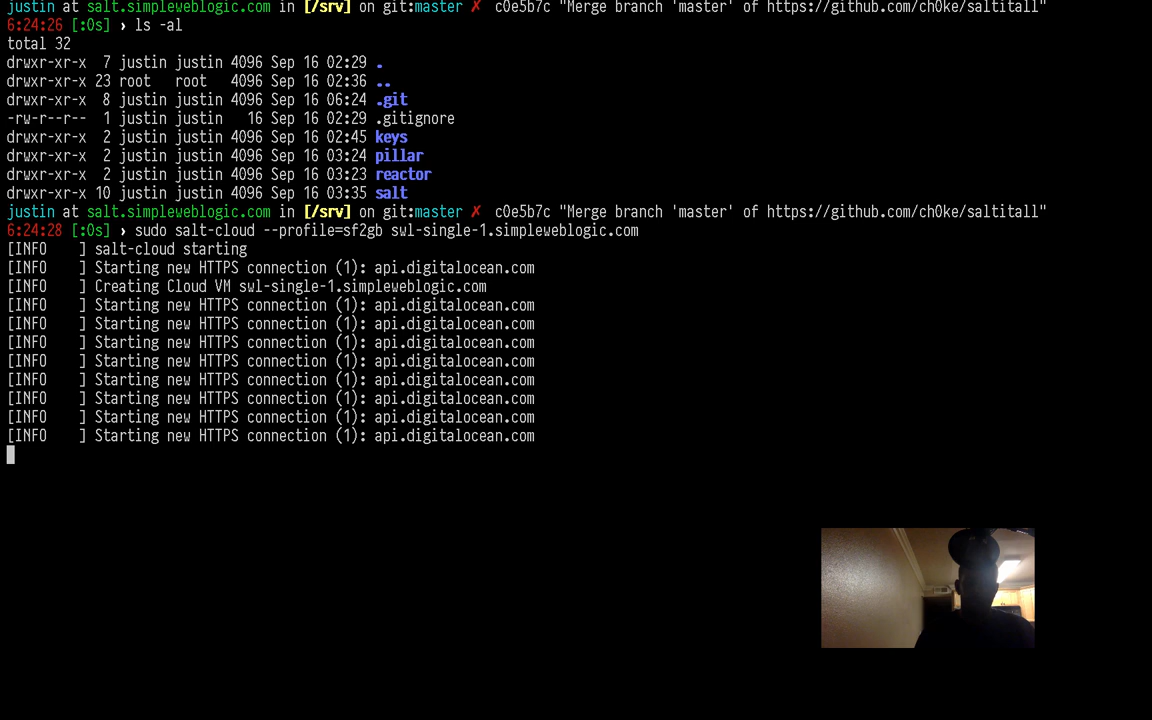 justin at salt.simpleweblogic.com in [/srv] on git:master ✗  c0e5b7c "Merge branch 'master' of https://github.com/ch0ke/saltitall"
6:24:26 [:0s] › ls -al
total 32
drwxr-xr-x  7 justin justin 4096 Sep 16 02:29 .
drwxr-xr-x 23 root   root   4096 Sep 16 02:36 ..
drwxr-xr-x  8 justin justin 4096 Sep 16 06:24 .git
-rw-r--r--  1 justin justin   16 Sep 16 02:29 .gitignore
drwxr-xr-x  2 justin justin 4096 Sep 16 02:45 keys
drwxr-xr-x  2 justin justin 4096 Sep 16 03:24 pillar
drwxr-xr-x  2 justin justin 4096 Sep 16 03:23 reactor
drwxr-xr-x 10 justin justin 4096 Sep 16 03:35 salt
justin at salt.simpleweblogic.com in [/srv] on git:master ✗  c0e5b7c "Merge branch 'master' of https://github.com/ch0ke/saltitall"
6:24:28 [:0s] › sudo salt-cloud --profile=sf2gb swl-single-1.simpleweblogic.com
[INFO    ] salt-cloud starting
[INFO    ] Starting new HTTPS connection (1): api.digitalocean.com
[INFO    ] Creating Cloud VM swl-single-1.simpleweblogic.com
[INFO    ] Starting new HTTPS connection (1): api.digitalocean.com
[INFO    ] Starting new HTTPS connection (1): api.digitalocean.com
[INFO    ] Starting new HTTPS connection (1): api.digitalocean.com
[INFO    ] Starting new HTTPS connection (1): api.digitalocean.com
[INFO    ] Starting new HTTPS connection (1): api.digitalocean.com
[INFO    ] Starting new HTTPS connection (1): api.digitalocean.com
[INFO    ] Starting new HTTPS connection (1): api.digitalocean.com
[INFO    ] Starting new HTTPS connection (1): api.digitalocean.com